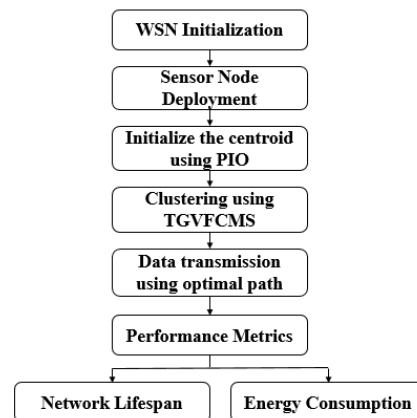 WSN Initialization
Sensor Node
Deployment
Initialize the centroid
using PIO
Clustering using
TGVFCMS
Data transmission
using optimal path
Performance Metrics
Network Lifespan
Energy Consumption